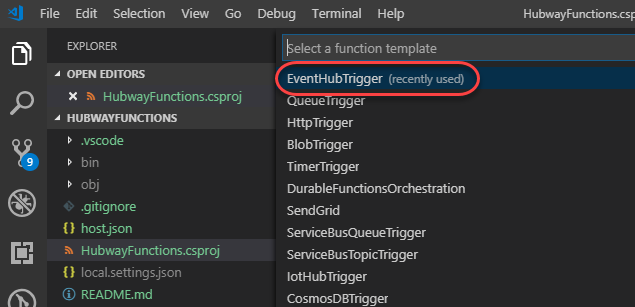 File Edit Selection View Go Debug Terminal HubwayFunctions.cs
EXPLORER
Select a function template
OPEN EDITORS
HubwayFunctions.csproj
HUBWAYFUNCTIONS
.vscode
bin
obj
.gitignore
host.json
HubwayFunctions.csproj
local.settings.json
README.md
9
EventHubTrigger (recently used)
QueueTrigger
HttpTrigger
BlobTrigger
TimerTrigger
DurableFunctionsOrchestration
SendGrid
ServiceBusQueueTrigger
ServiceBusTopicTrigger
IotHubTrigger
CosmosDBTrigger